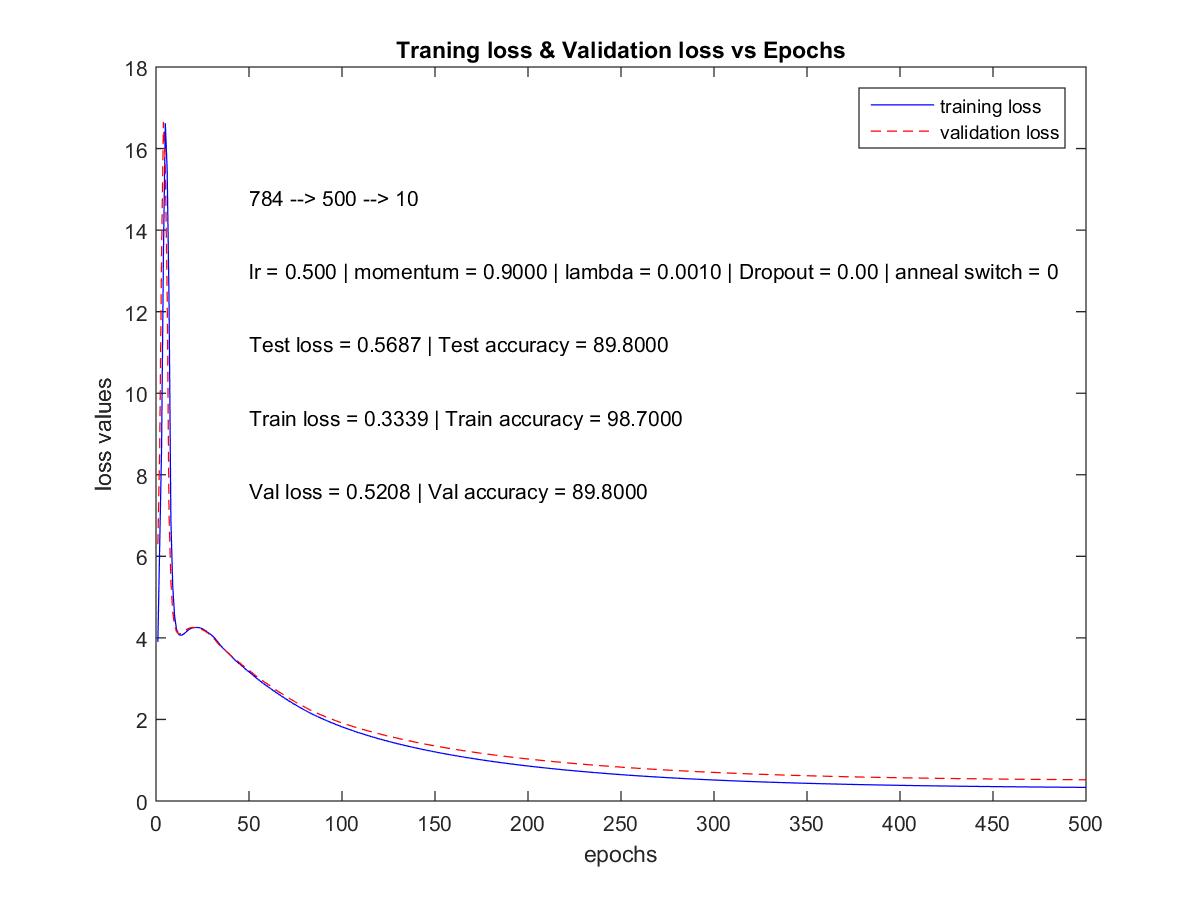 Traning loss & Validation loss vs Epochs
18
16
14
12
10
8
6
4
2
0
loss values
training loss
validation loss
784 --> 500 --> 10
lr = 0.500 | momentum = 0.9000 | lambda = 0.0010 | Dropout = 0.00 | anneal switch = 0
Test loss = 0.5687 | Test accuracy = 89.8000
Train loss = 0.3339 | Train accuracy = 98.7000
Val loss = 0.5208 | Val accuracy = 89.8000
0 50 100 150 200 250 300 350 400 450 500
epochs